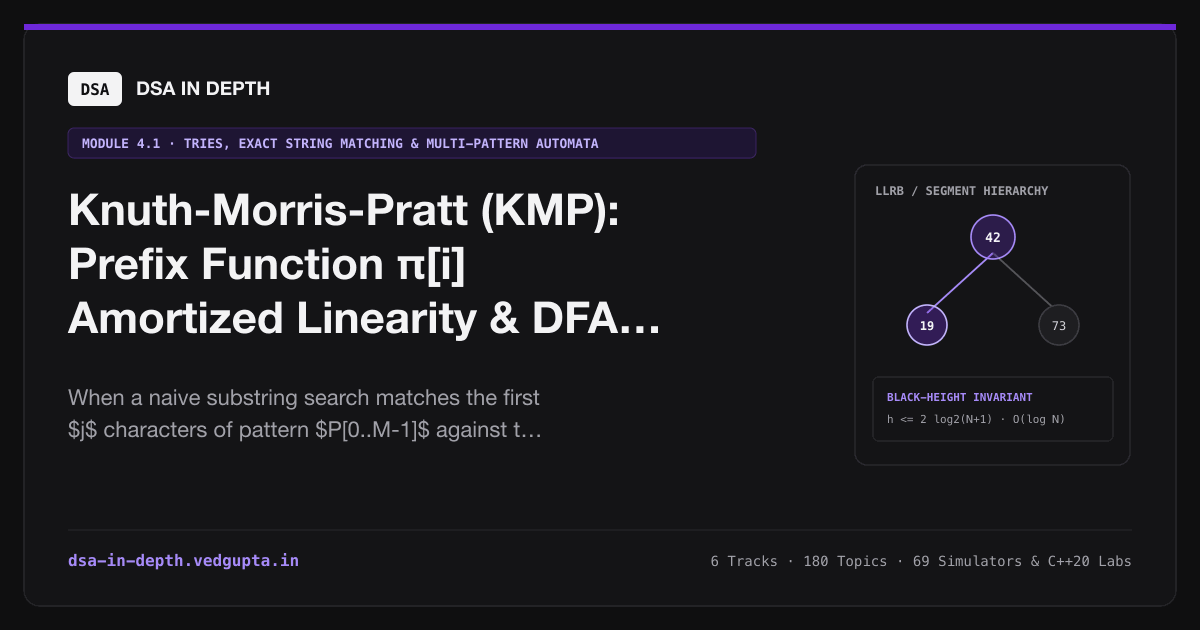 DSA DSA IN DEPTH
MODULE 4.1 · TRIES, EXACT STRING MATCHING & MULTI-PATTERN AUTOMATA
Knuth-Morris-Pratt (KMP):
Prefix Function π[i]
Amortized Linearity & DFA...
When a naive substring search matches the first
$j$ characters of pattern $P[0..M-1]$ against t...
LLRB / SEGMENT HIERARCHY
42
19 73
BLACK-HEIGHT INVARIANT
h <= 2 log2(N+1) · O(log N)
dsa-in-depth.vedgupta.in
6 Tracks · 180 Topics · 69 Simulators & C++20 Labs